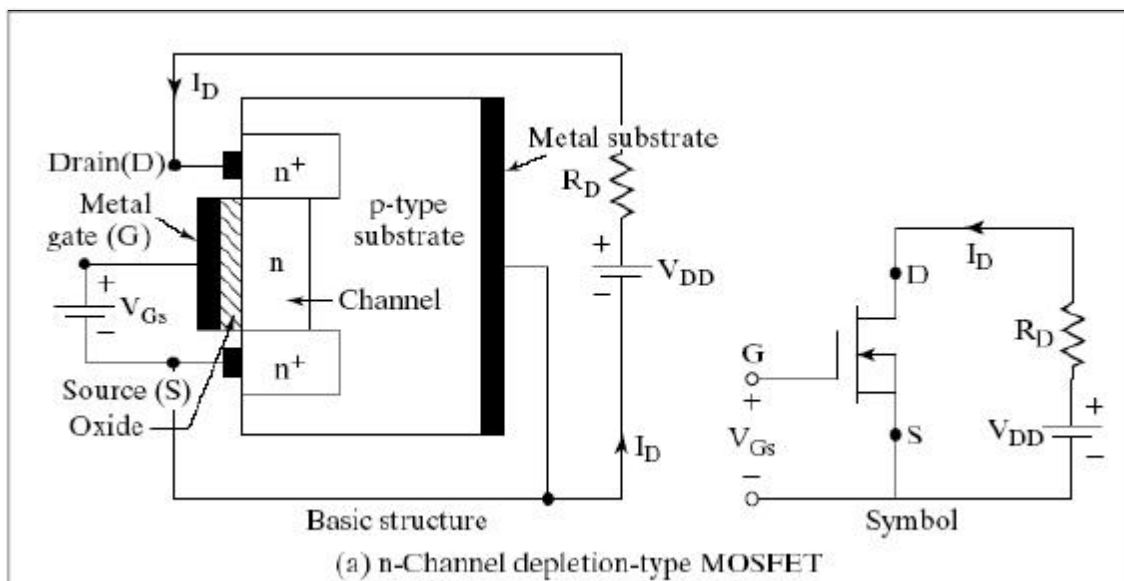 I_D
Drain(D)
Metal
gate (G)
+
V_Gs
−
Source (S)
Oxide
n+
n
Channel
n+
p-type
substrate
Metal substrate
R_D
+
V_DD
−
I_D
Basic structure
I_D
D
G
+
V_Gs
−
S
R_D
V_DD
+
−
Symbol
(a) n-Channel depletion-type MOSFET